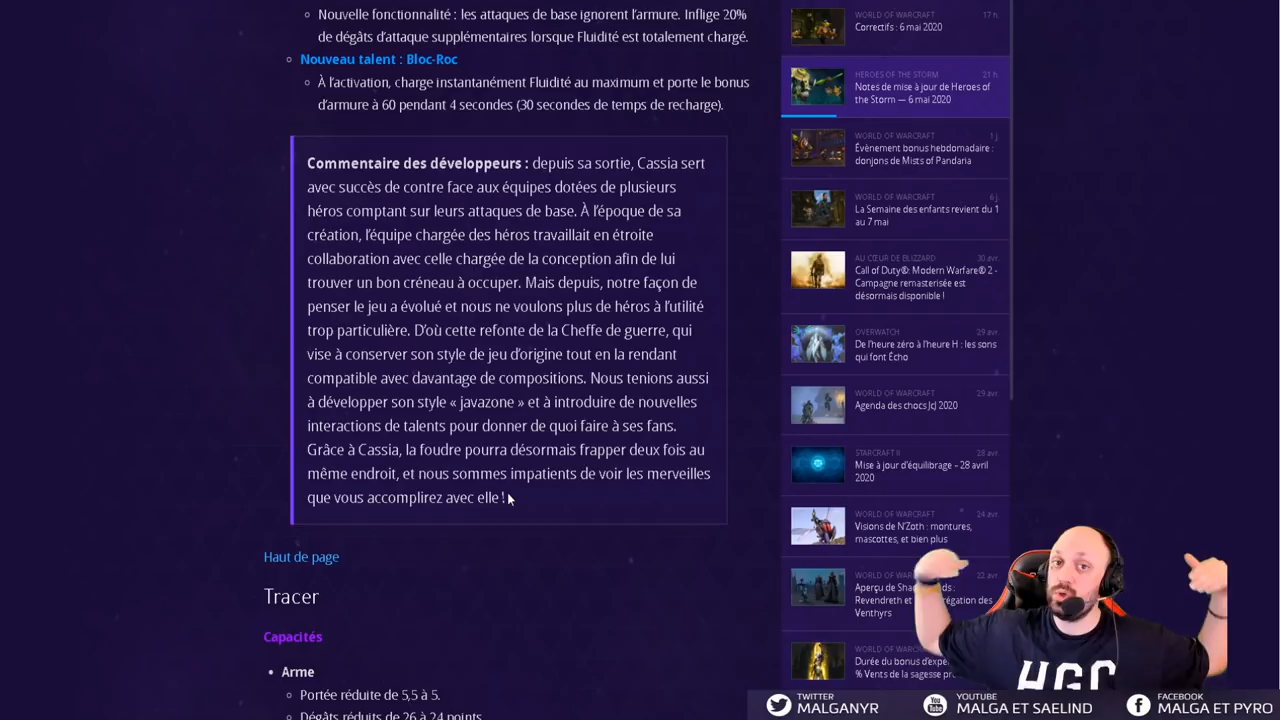 Nouvelle fonctionnalité : les attaques de base ignorent l'armure. Inflige 20%
de dégâts d'attaque supplémentaires lorsque Fluidité est totalement chargé.
Nouveau talent : Bloc-Roc
À l'activation, charge instantanément Fluidité au maximum et porte le bonus
d'armure à 60 pendant 4 secondes (30 secondes de temps de recharge).
Commentaire des développeurs : depuis sa sortie, Cassia sert
avec succès de contre face aux équipes dotées de plusieurs
héros comptant sur leurs attaques de base. À l'époque de sa
création, l'équipe chargée des héros travaillait en étroite
collaboration avec celle chargée de la conception afin de lui
trouver un bon créneau à occuper. Mais depuis, notre façon de
penser le jeu a évolué et nous ne voulons plus de héros à l'utilité
trop particulière. D'où cette refonte de la Cheffe de guerre, qui
vise à conserver son style de jeu d'origine tout en la rendant
compatible avec davantage de compositions. Nous tenions aussi
à développer son style « javazone » et à introduire de nouvelles
interactions de talents pour donner de quoi faire à ses fans.
Grâce à Cassia, la foudre pourra désormais frapper deux fois au
même endroit, et nous sommes impatients de voir les merveilles
que vous accomplirez avec elle !
Haut de page
Tracer
Capacités
Arme
Portée réduite de 5,5 à 5.
Dégâts réduits de 26 à 24 points.
WORLD OF WARCRAFT 17 h.
Correctifs : 6 mai 2020
HEROES OF THE STORM 21 h.
Notes de mise à jour de Heroes of
the Storm — 6 mai 2020
WORLD OF WARCRAFT 1 j.
Évènement bonus hebdomadaire :
donjons de Mists of Pandaria
WORLD OF WARCRAFT 6 j.
La Semaine des enfants revient du 1
au 7 mai
AU CŒUR DE BLIZZARD 30 avr.
Call of Duty®: Modern Warfare® 2 -
Campagne remasterisée est
désormais disponible !
OVERWATCH 29 avr.
De l'heure zéro à l'heure H : les sons
qui font Écho
WORLD OF WARCRAFT 29 avr.
Agenda des chocs JcJ 2020
STARCRAFT II 28 avr.
Mise à jour d'équilibrage – 28 avril
2020
WORLD OF WARCRAFT 24 avr.
Visions de N'Zoth : montures,
mascottes, et bien plus
WORLD OF 22 avr.
Aperçu de
Revendreth et
Venthyrs
WORLD OF
Durée du bonus
% Vents de la sagesse
HGC
TWITTER
MALGANYR
YOUTUBE
MALGA ET SAELIND
FACEBOOK
MALGA ET PYRO